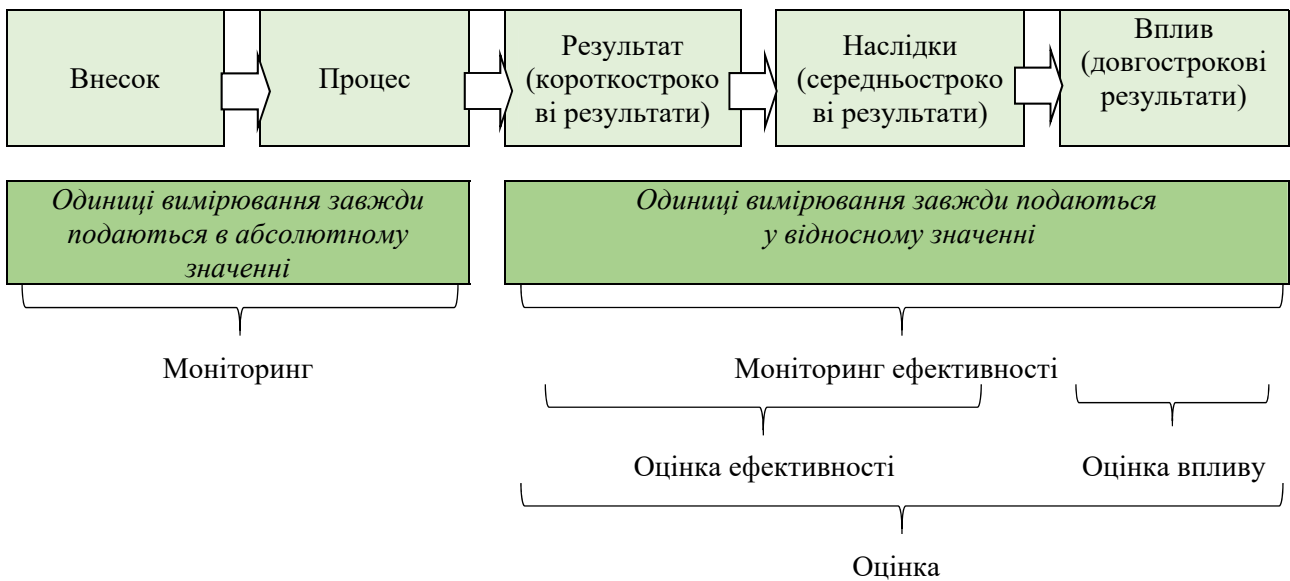 Внесок
Процес
Результат
(короткостроко
ві результати)
Наслідки
(середньостроко
ві результати)
Вплив
(довгострокові
результати)
Одиниці вимірювання завжди
подаються в абсолютному
значенні
Одиниці вимірювання завжди подаються
у відносному значенні
Моніторинг
Моніторинг ефективності
Оцінка ефективності
Оцінка впливу
Оцінка